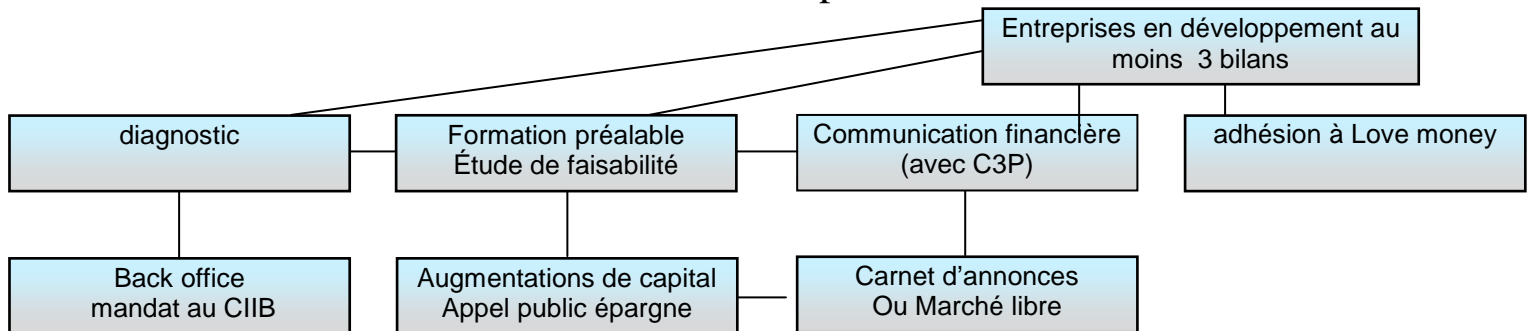 Entreprises en développement au
moins 3 bilans
diagnostic
Formation préalable
Étude de faisabilité
Communication financière
(avec C3P)
adhésion à Love money
Back office
mandat au CIIB
Augmentations de capital
Appel public épargne
Carnet d’annonces
Ou Marché libre